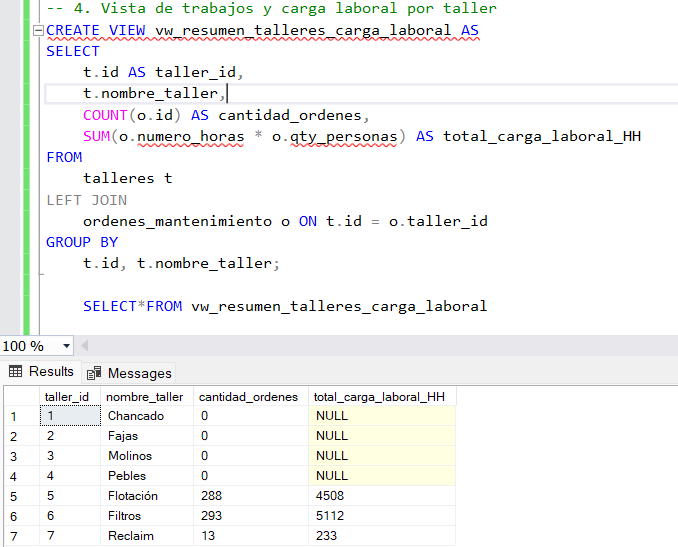 -- 4. Vista de trabajos y carga laboral por taller
CREATE VIEW vw_resumen_talleres_carga_laboral AS
SELECT
t.id AS taller_id,
t.nombre_taller,
COUNT(o.id) AS cantidad_ordenes,
SUM(o.numero_horas * o.qty_personas) AS total_carga_laboral_HH
FROM
talleres t
LEFT JOIN
ordenes_mantenimiento o ON t.id = o.taller_id
GROUP BY
t.id, t.nombre_taller;
SELECT*FROM vw_resumen_talleres_carga_laboral
100 %
Results Messages
taller_id nombre_taller cantidad_ordenes total_carga_laboral_HH
1 1 Chancado 0 NULL
2 2 Fajas 0 NULL
3 3 Molinos 0 NULL
4 4 Pebles 0 NULL
5 5 Flotación 288 4508
6 6 Filtros 293 5112
7 7 Reclaim 13 233